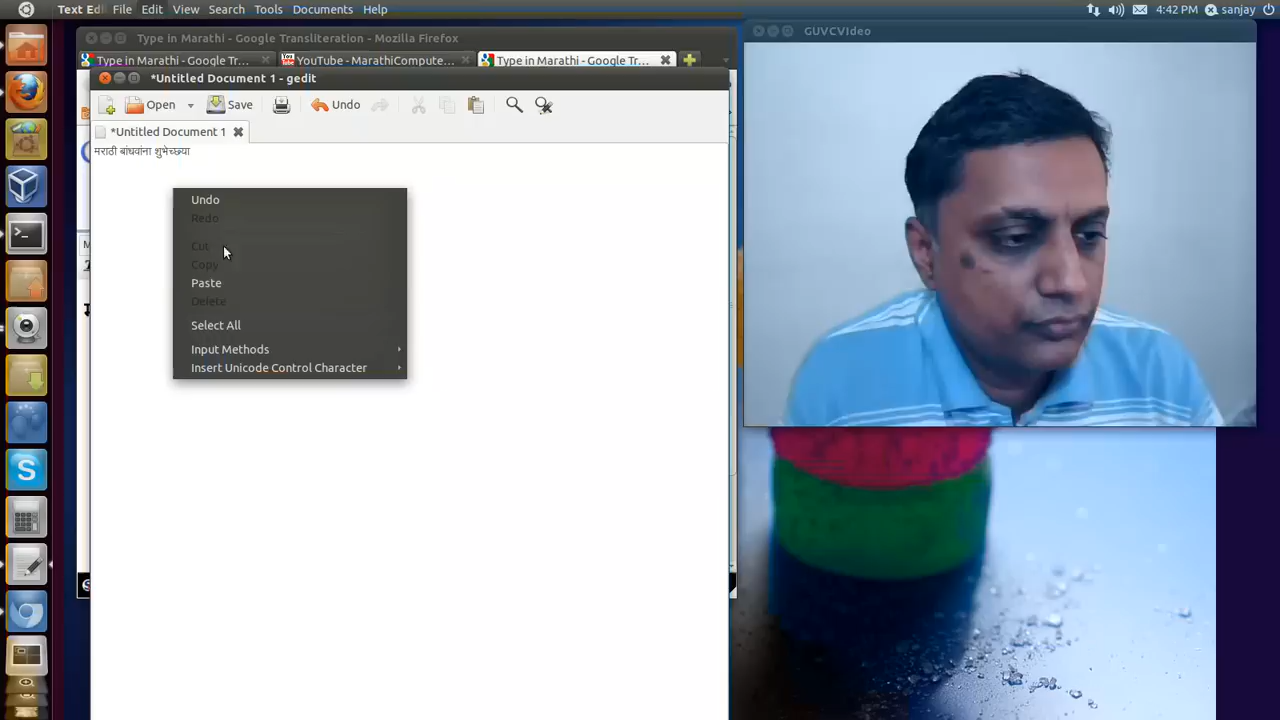 Text Edi File Edit View Search Tools Documents Help 4:42 PM sanjay
Type in Marathi - Google Transliteration - Mozilla Firefox
Type in Marathi - Google Tr... YouTube - MarathiCompute... Type in Marathi - Google Tr...
*Untitled Document 1 - gedit
Open Save Undo
*Untitled Document 1
मराठी बांधवांना शुभेच्छ्या
Undo
Redo
Cut
Copy
Paste
Delete
Select All
Input Methods
Insert Unicode Control Character
GUVCVIdeo